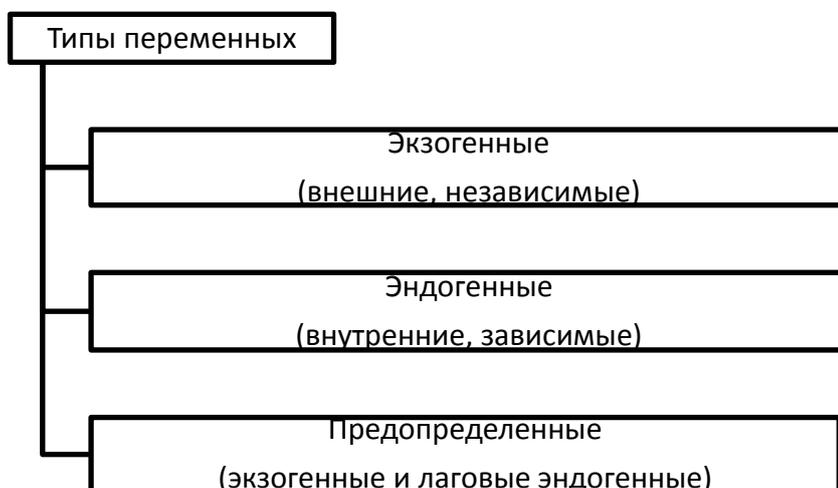 Типы переменных
Экзогенные
(внешние, независимые)
Эндогенные
(внутренние, зависимые)
Предопределенные
(экзогенные и лаговые эндогенные)